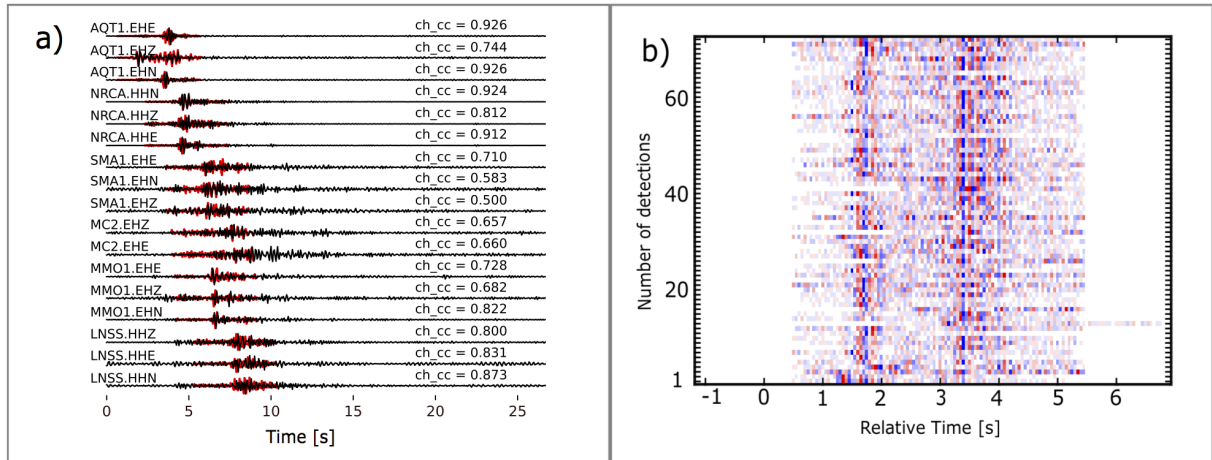 a)
AQT1.EHE ch_cc = 0.926
AQT1.EHZ ch_cc = 0.744
AQT1.EHN ch_cc = 0.926
NRCA.HHN ch_cc = 0.924
NRCA.HHZ ch_cc = 0.812
NRCA.HHE ch_cc = 0.912
SMA1.EHE ch_cc = 0.710
SMA1.EHN ch_cc = 0.583
SMA1.EHZ ch_cc = 0.500
MC2.EHZ ch_cc = 0.657
MC2.EHE ch_cc = 0.660
MMO1.EHE ch_cc = 0.728
MMO1.EHZ ch_cc = 0.682
MMO1.EHN ch_cc = 0.822
LNSS.HHZ ch_cc = 0.800
LNSS.HHE ch_cc = 0.831
LNSS.HHN ch_cc = 0.873
0 5 10 15 20 25
Time [s]
b)
Number of detections
60
40
20
1
-1 0 1 2 3 4 5 6
Relative Time [s]